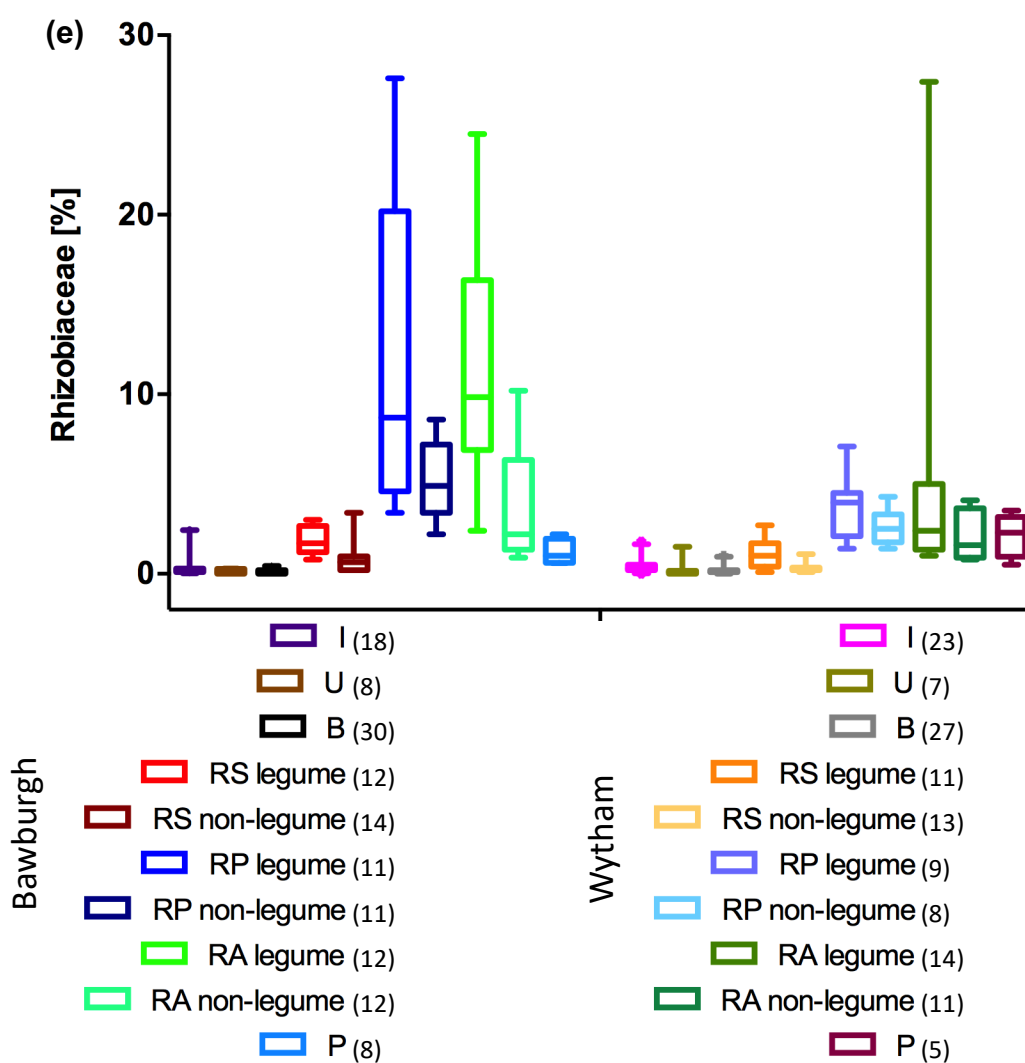 (e)
30
20
10
0
Rhizobiaceae [%]
Bawburgh
I (18)
U (8)
B (30)
RS legume (12)
RS non-legume (14)
RP legume (11)
RP non-legume (11)
RA legume (12)
RA non-legume (12)
P (8)
Wytham
I (23)
U (7)
B (27)
RS legume (11)
RS non-legume (13)
RP legume (9)
RP non-legume (8)
RA legume (14)
RA non-legume (11)
P (5)